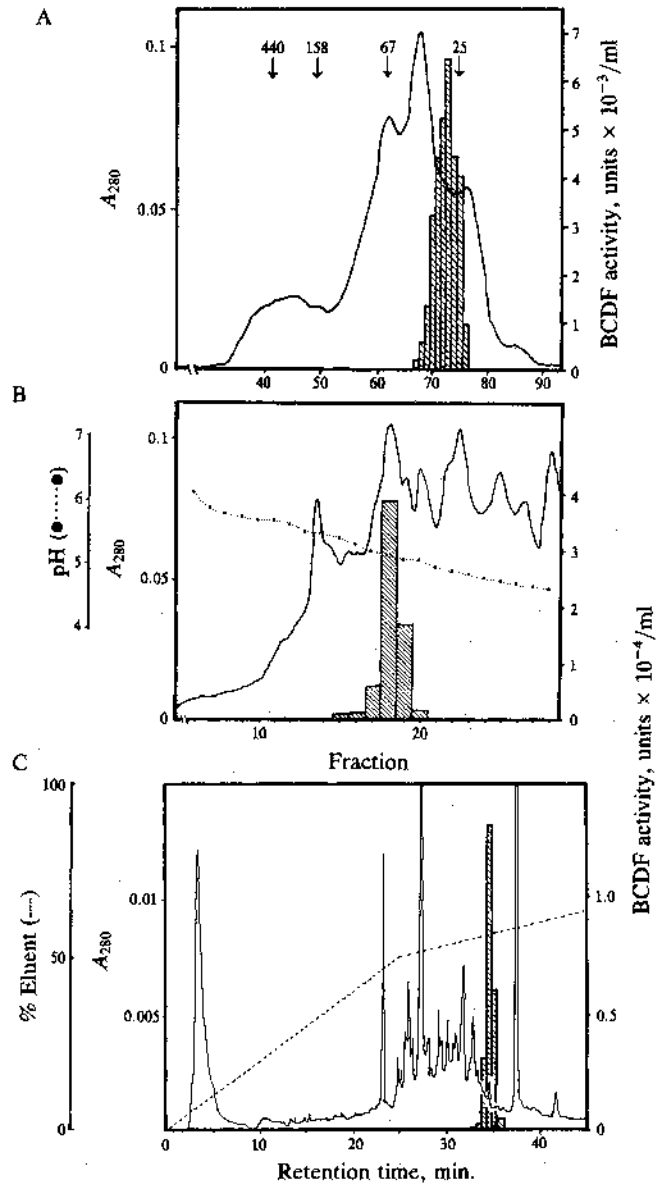 A
440 158 67 25
0.1
0.05
0
A280
7
6
5
4
3
2
1
0
BCDF activity, units × 10⁻³/ml
40 50 60 70 80 90
B
7
6
5
4
pH (●·····●)
0.1
0.05
0
A280
4
3
2
1
0
10 20
Fraction
BCDF activity, units × 10⁻⁴/ml
C
100
50
0
% Eluent (---)
0.01
0.005
A280
1.0
0.5
0
0 10 20 30 40
Retention time, min.